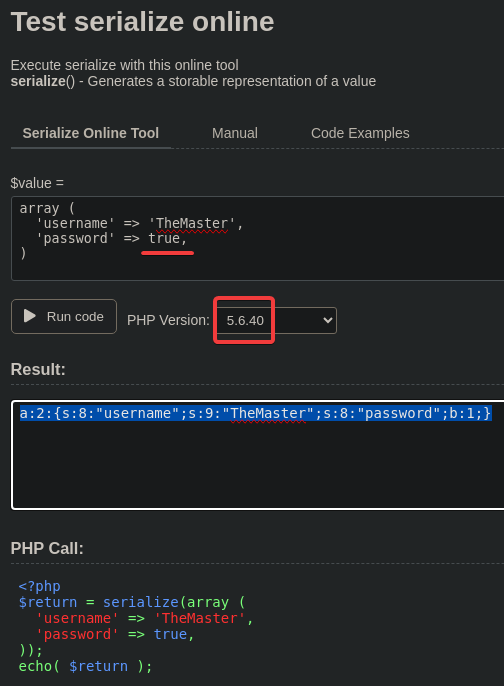 Test serialize online
Execute serialize with this online tool
serialize() - Generates a storable representation of a value
Serialize Online Tool Manual Code Examples
$value =
array (
  'username' => 'TheMaster',
  'password' => true,
)
Run code PHP Version: 5.6.40
Result:
a:2:{s:8:"username";s:9:"TheMaster";s:8:"password";b:1;}
PHP Call:
<?php
$return = serialize(array (
  'username' => 'TheMaster',
  'password' => true,
));
echo( $return );